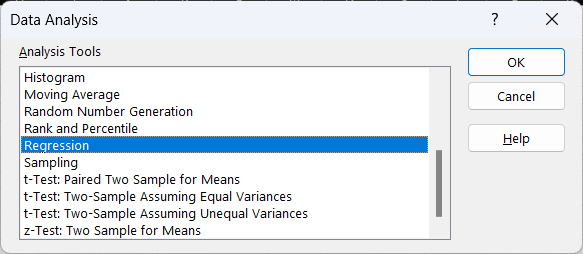 Data Analysis
?
Analysis Tools
Histogram
Moving Average
Random Number Generation
Rank and Percentile
Regression
Sampling
t-Test: Paired Two Sample for Means
t-Test: Two-Sample Assuming Equal Variances
t-Test: Two-Sample Assuming Unequal Variances
z-Test: Two Sample for Means
OK
Cancel
Help